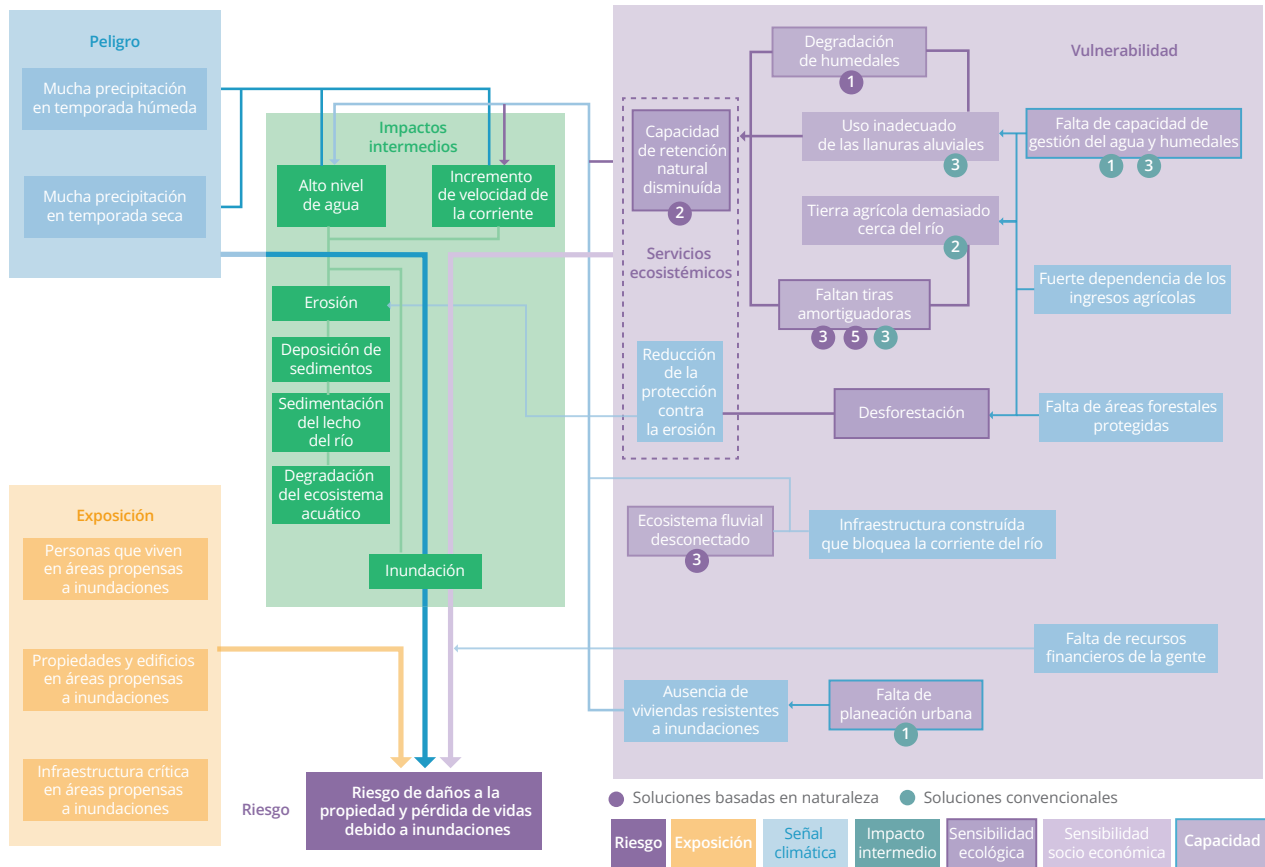 Peligro
Mucha precipitación
en temporada húmeda
Mucha precipitación
en temporada seca
Exposición
Personas que viven
en áreas propensas
a inundaciones
Propiedades y edificios
en áreas propensas
a inundaciones
Infraestructura crítica
en áreas propensas
a inundaciones
Impactos
intermedios
Alto nivel
de agua
Incremento
de velocidad de
la corriente
Erosión
Deposición de
sedimentos
Sedimentación
del lecho
del río
Degradación
del ecosistema
acuático
Inundación
Riesgo
Riesgo de daños a la
propiedad y pérdida de vidas
debido a inundaciones
Vulnerabilidad
Degradación
de humedales
1
Capacidad
de retención
natural
disminuída
2
Uso inadecuado
de las llanuras aluviales
3
Falta de capacidad de
gestión del agua y humedales
1 3
Tierra agrícola demasiado
cerca del río
2
Servicios
ecosistémicos
Fuerte dependencia de los
ingresos agrícolas
Faltan tiras
amortiguadoras
3 5 3
Reducción
de la
protección
contra
la erosión
Desforestación
Falta de áreas forestales
protegidas
Ecosistema fluvial
desconectado
3
Infraestructura construída
que bloquea la corriente del río
Falta de recursos
financieros de la gente
Ausencia de
viviendas resistentes
a inundaciones
Falta de
planeación urbana
1
Soluciones basadas en naturaleza
Soluciones convencionales
Riesgo
Exposición
Señal
climática
Impacto
intermedio
Sensibilidad
ecológica
Sensibilidad
socio económica
Capacidad